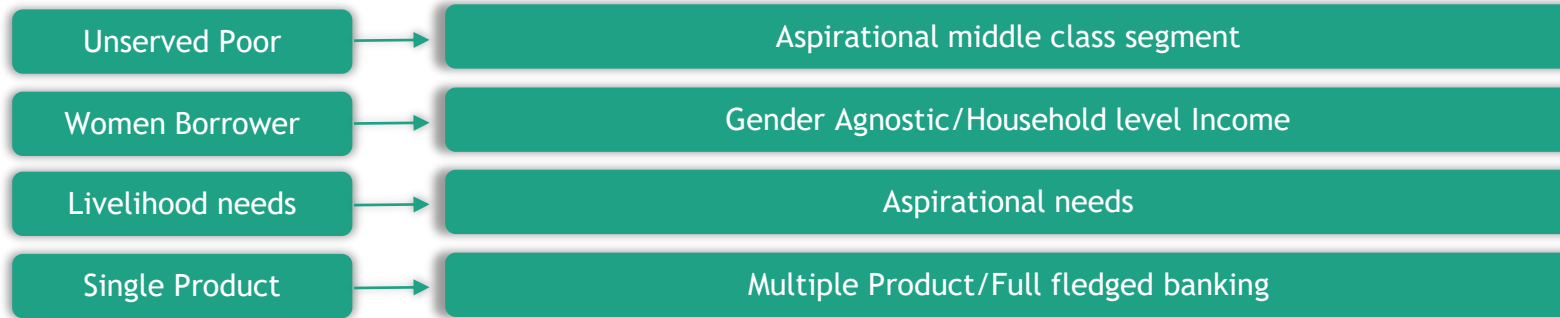 Unserved Poor
Aspirational middle class segment
Women Borrower
Gender Agnostic/Household level Income
Livelihood needs
Aspirational needs
Single Product
Multiple Product/Full fledged banking